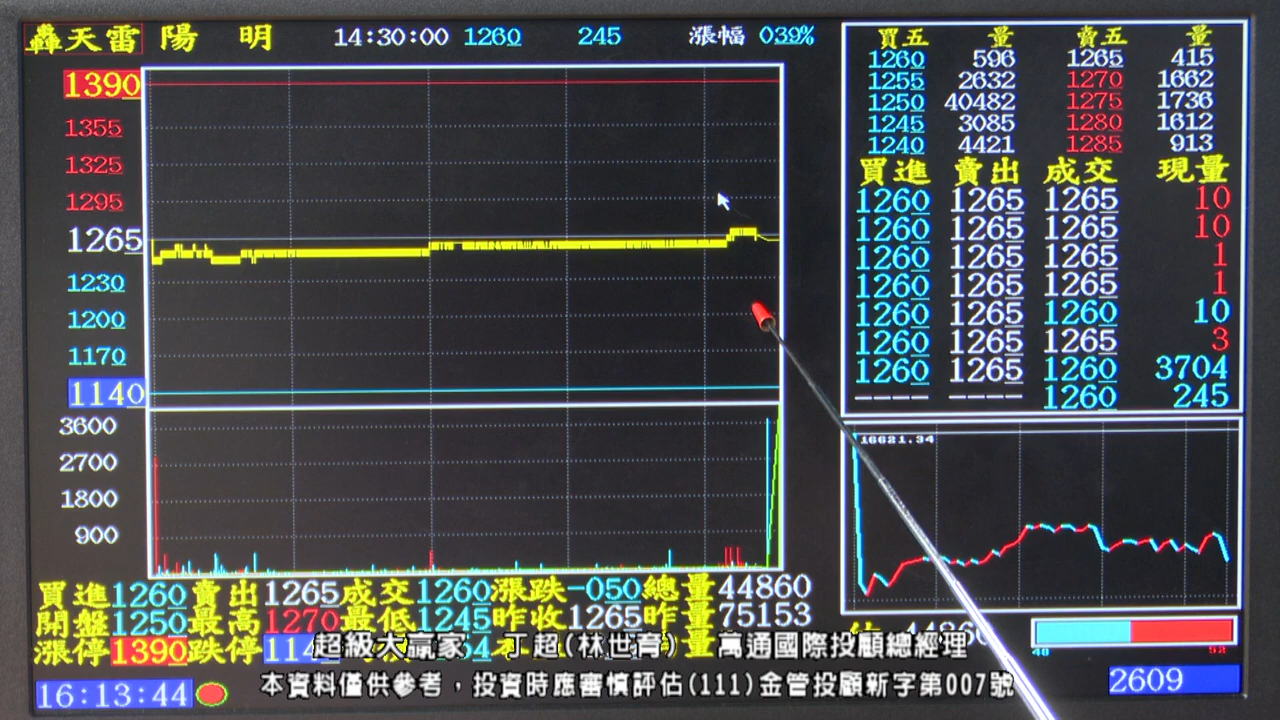 轟天雷 陽 明 14:30:00 1260 245 漲幅 039%
1390
1355
1325
1295
1265
1230
1200
1170
1140
3600
2700
1800
900
買五 量 賣五 量
1260 596 1265 415
1255 2632 1270 1662
1250 40482 1275 1736
1245 3085 1280 1612
1240 4421 1285 913
買進 賣出 成交 現量
1260 1265 1265 10
1260 1265 1265 10
1260 1265 1265 1
1260 1265 1265 1
1260 1265 1260 10
1260 1265 1265 3
1260 1265 1260 3704
---- ---- 1260 245
16621.34
買進1260賣出1265成交1260漲跌-050總量44860
開盤1250最高1270最低1245昨收1265昨量75153
漲停1390跌停
48 52
超級大贏家 丁超(林世育) 萬通國際投顧總經理
本資料僅供參考，投資時應審慎評估(111)金管投顧新字第007號
16:13:44
2609